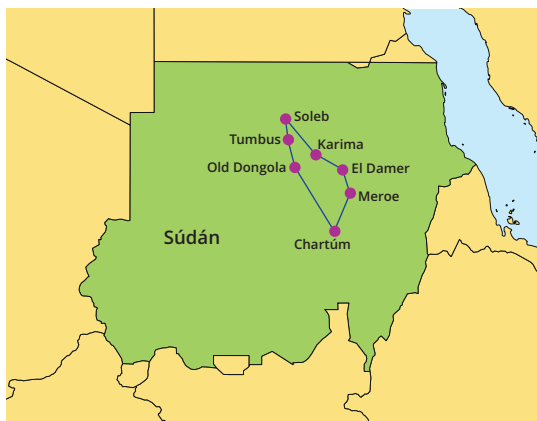 Soleb
Tumbus
Karima
Old Dongola
El Damer
Meroe
Súdán
Chartúm